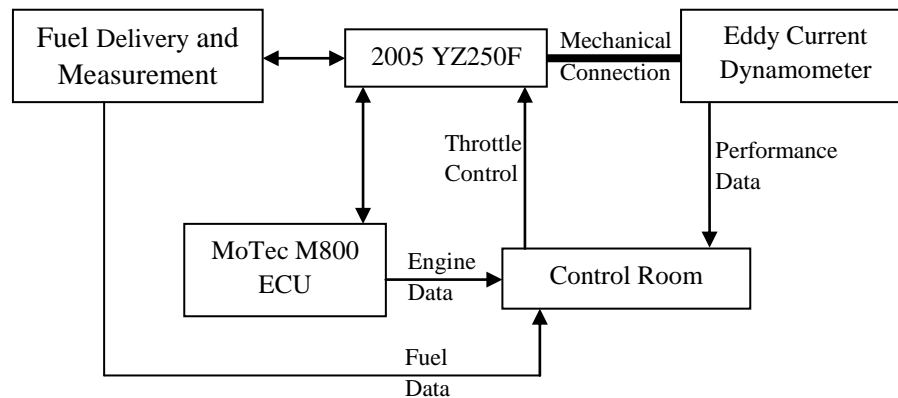 Fuel Delivery and
Measurement
2005 YZ250F
Mechanical
Connection
Eddy Current
Dynamometer
Throttle
Control
Performance
Data
MoTec M800
ECU
Engine
Data
Control Room
Fuel
Data